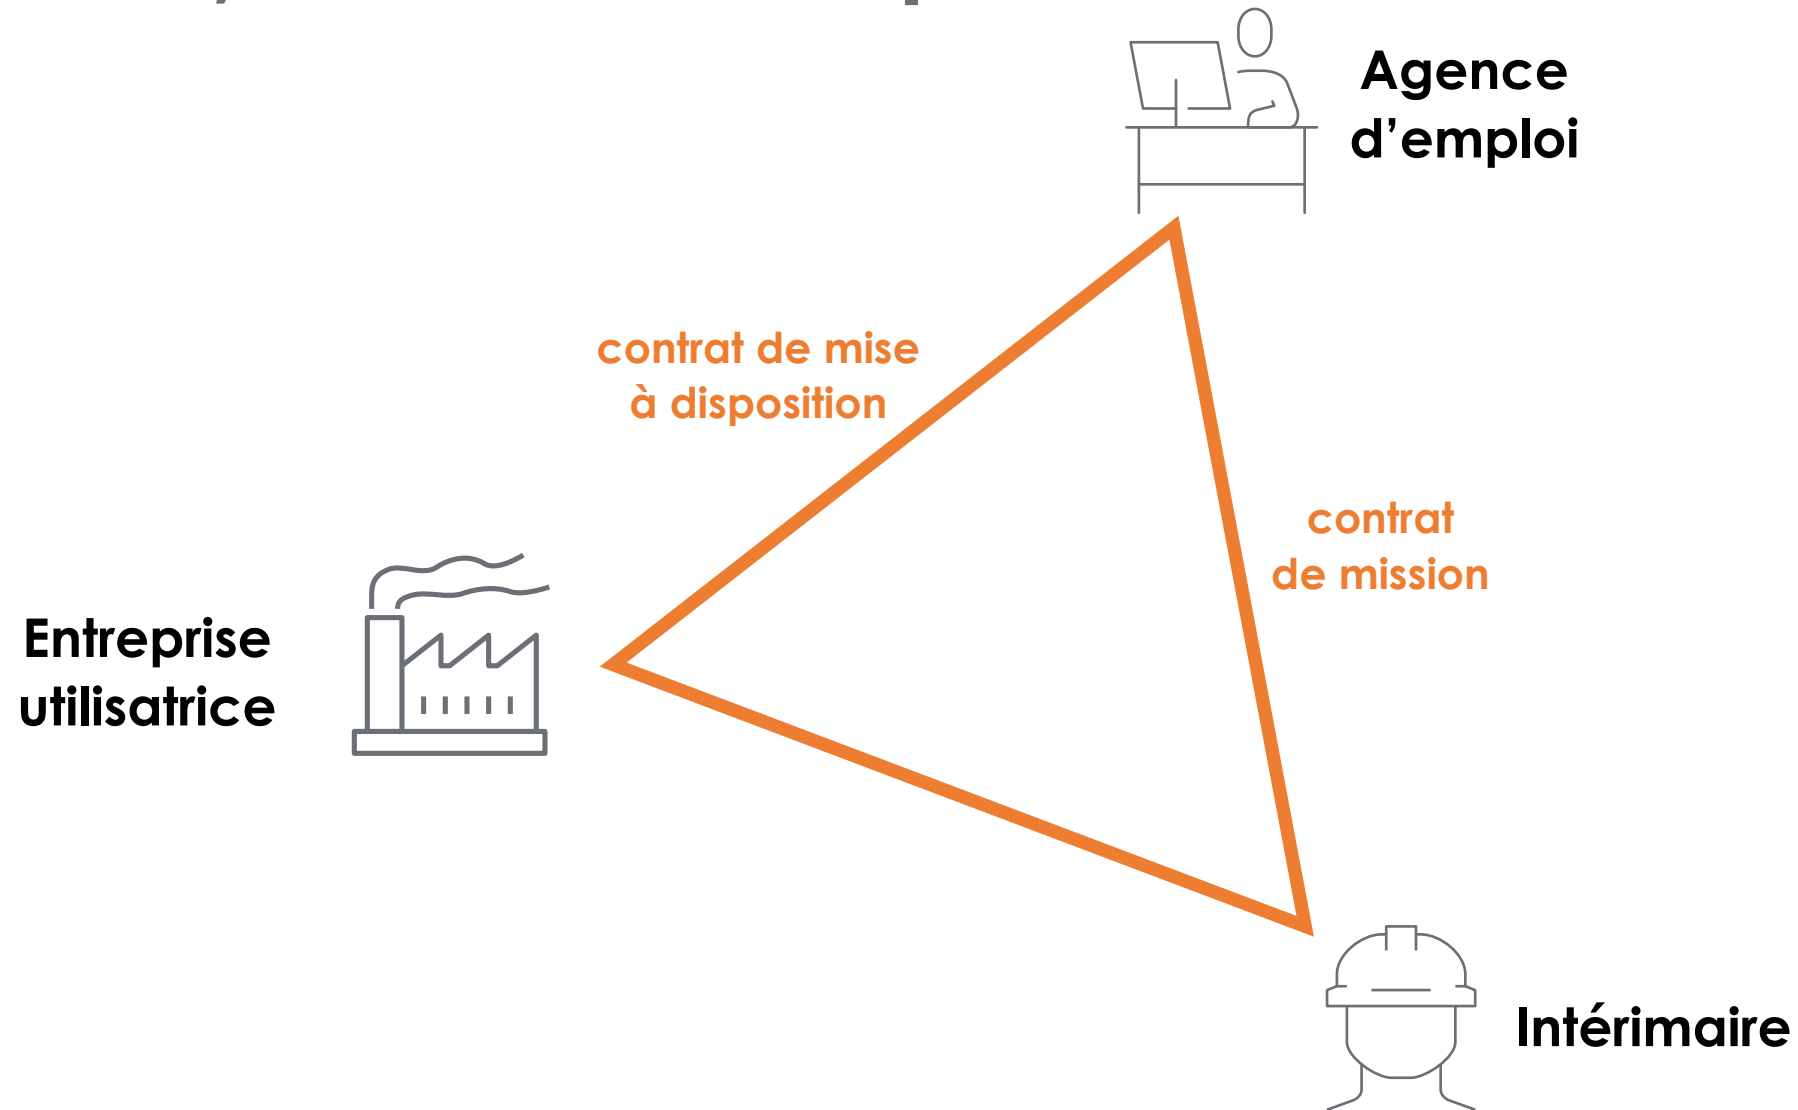 Agence
d’emploi
contrat de mise
à disposition
contrat
de mission
Entreprise
utilisatrice
Intérimaire